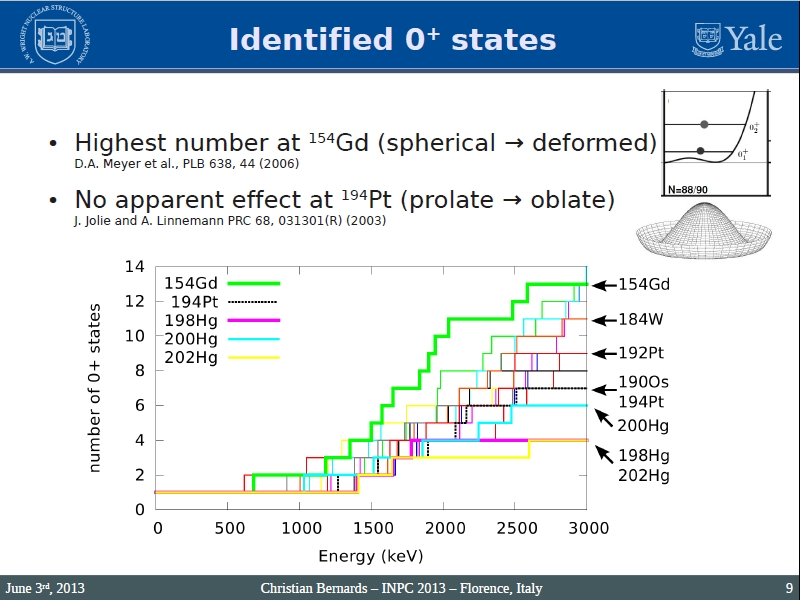 A.W. WRIGHT NUCLEAR STRUCTURE LABORATORY
Identified 0⁺ states
Yale
• Highest number at ¹⁵⁴Gd (spherical → deformed)
D.A. Meyer et al., PLB 638, 44 (2006)
• No apparent effect at ¹⁹⁴Pt (prolate → oblate)
J. Jolie and A. Linnemann PRC 68, 031301(R) (2003)
0₂⁺
0₁⁺
N=88/90
number of 0+ states
14
12
10
8
6
4
2
0
154Gd
194Pt
198Hg
200Hg
202Hg
154Gd
184W
192Pt
190Os
194Pt
200Hg
198Hg
202Hg
0 500 1000 1500 2000 2500 3000
Energy (keV)
June 3ʳᵈ, 2013 Christian Bernards – INPC 2013 – Florence, Italy 9